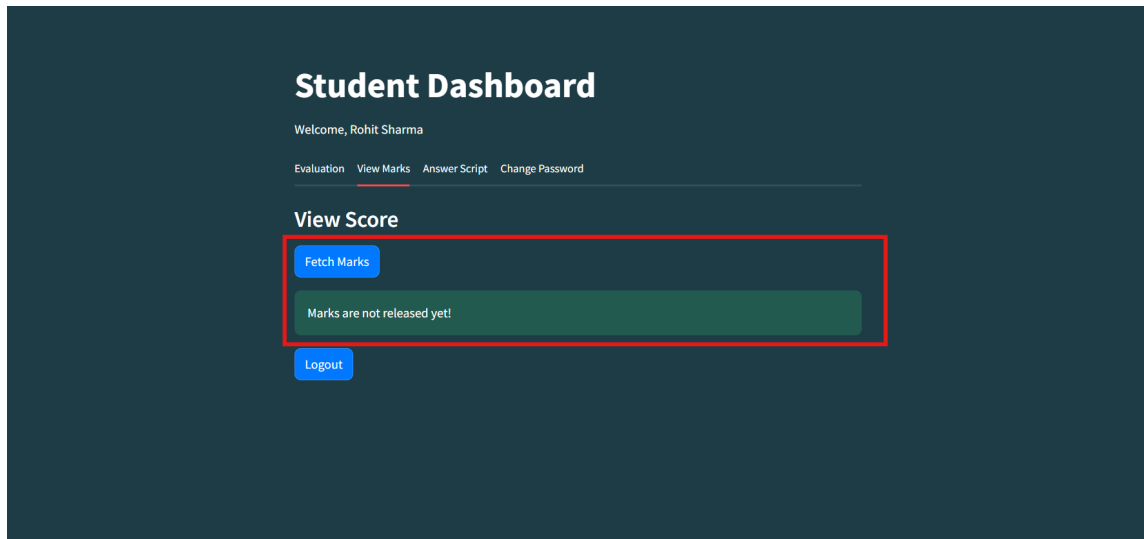 Student Dashboard
Welcome, Rohit Sharma
Evaluation View Marks Answer Script Change Password
View Score
Fetch Marks
Marks are not released yet!
Logout